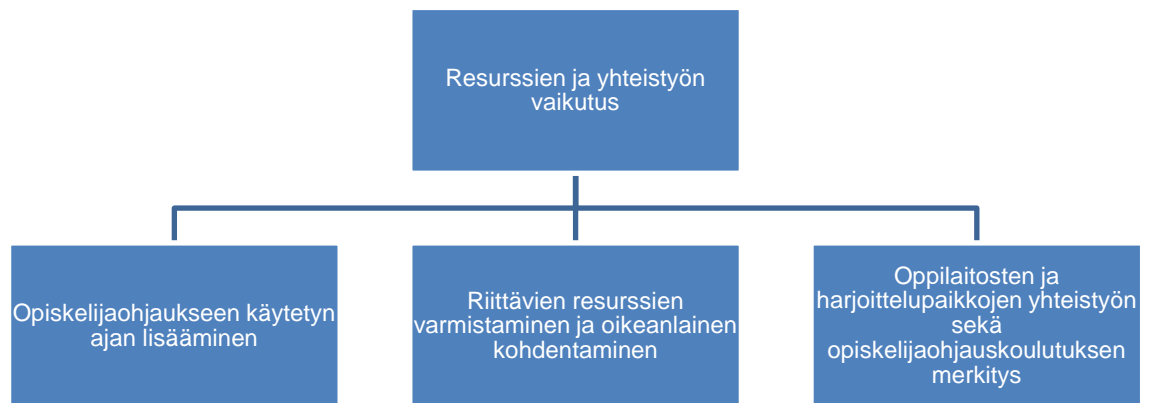 Resurssien ja yhteistyön
vaikutus
Opiskelijaohjaukseen käytetyn
ajan lisääminen
Riittävien resurssien
varmistaminen ja oikeanlainen
kohdentaminen
Oppilaitosten ja
harjoittelupaikkojen yhteistyön
sekä
opiskelijaohjauskoulutuksen
merkitys